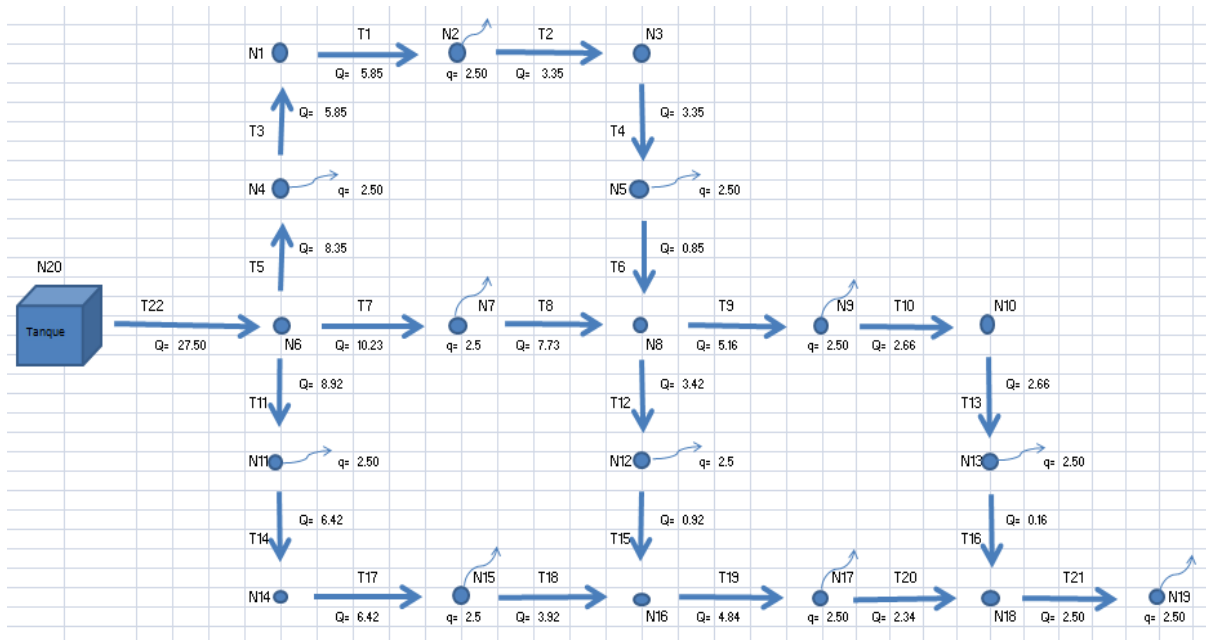 T1 N2 T2 N3
N1
Q= 5.85 q= 2.50 Q= 3.35
Q= 5.85 Q= 3.35
T3 T4
N4 q= 2.50 N5 q= 2.50
Q= 8.35 Q= 0.85
N20 T5 T6
T22 T7 N7 T8 T9 N9 T10 N10
Tanque
Q= 27.50 N6 Q= 10.23 q= 2.5 Q= 7.73 N8 Q= 5.16 q= 2.50 Q= 2.66
Q= 8.92 Q= 3.42 Q= 2.66
T11 T12 T13
N11 q= 2.50 N12 q= 2.5 N13 q= 2.50
Q= 6.42 Q= 0.92 Q= 0.16
T14 T15 T16
T17 N15 T18 T19 N17 T20 T21
N14 N19
Q= 6.42 q= 2.5 Q= 3.92 N16 Q= 4.84 q= 2.50 Q= 2.34 N18 Q= 2.50 q= 2.50